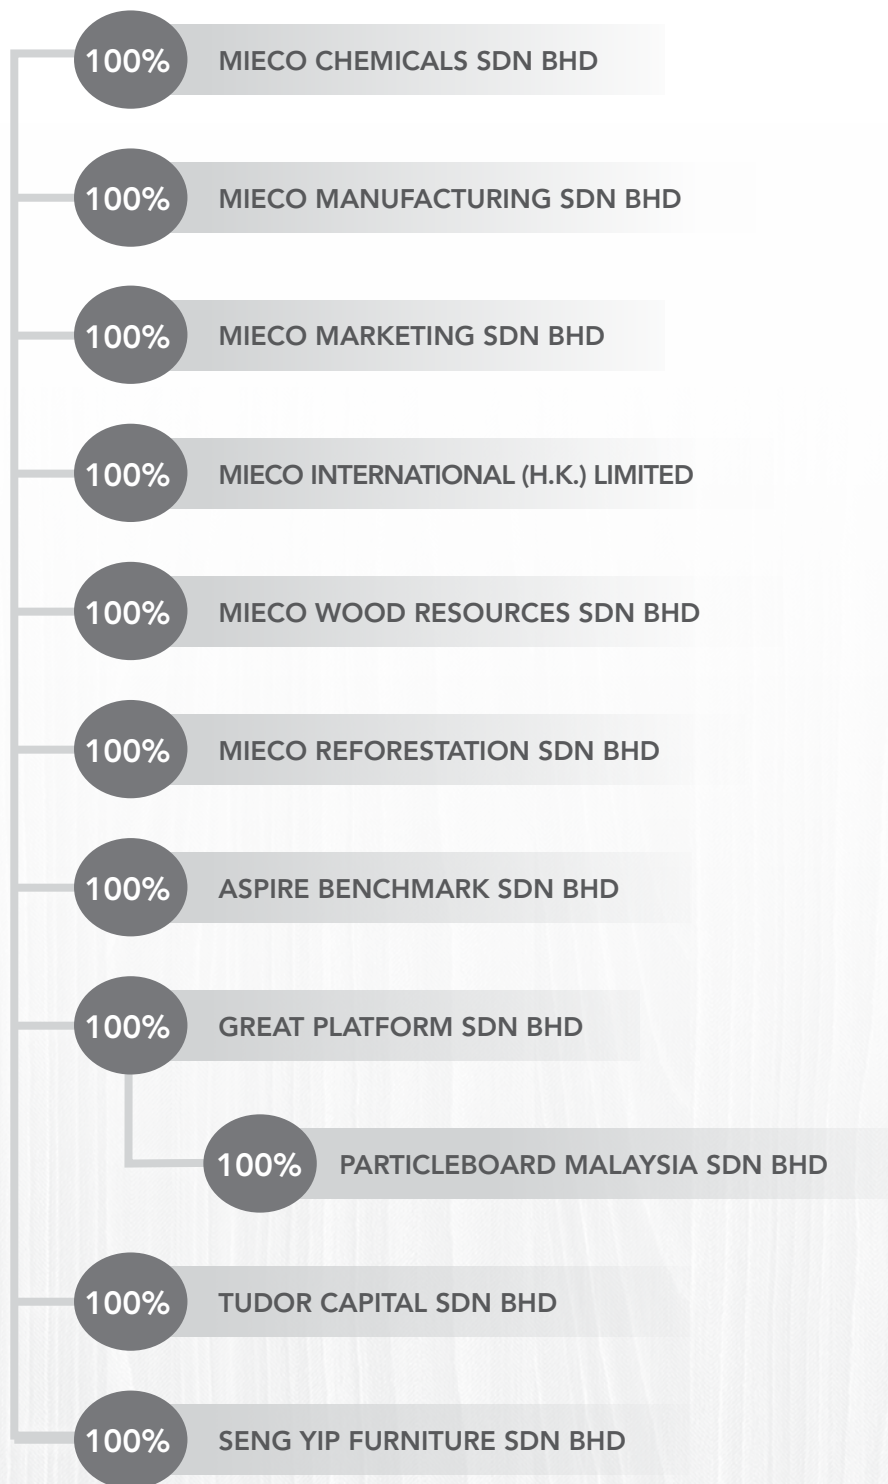 100% MIECO CHEMICALS SDN BHD
100% MIECO MANUFACTURING SDN BHD
100% MIECO MARKETING SDN BHD
100% MIECO INTERNATIONAL (H.K.) LIMITED
100% MIECO WOOD RESOURCES SDN BHD
100% MIECO REFORESTATION SDN BHD
100% ASPIRE BENCHMARK SDN BHD
100% GREAT PLATFORM SDN BHD
100% PARTICLEBOARD MALAYSIA SDN BHD
100% TUDOR CAPITAL SDN BHD
100% SENG YIP FURNITURE SDN BHD